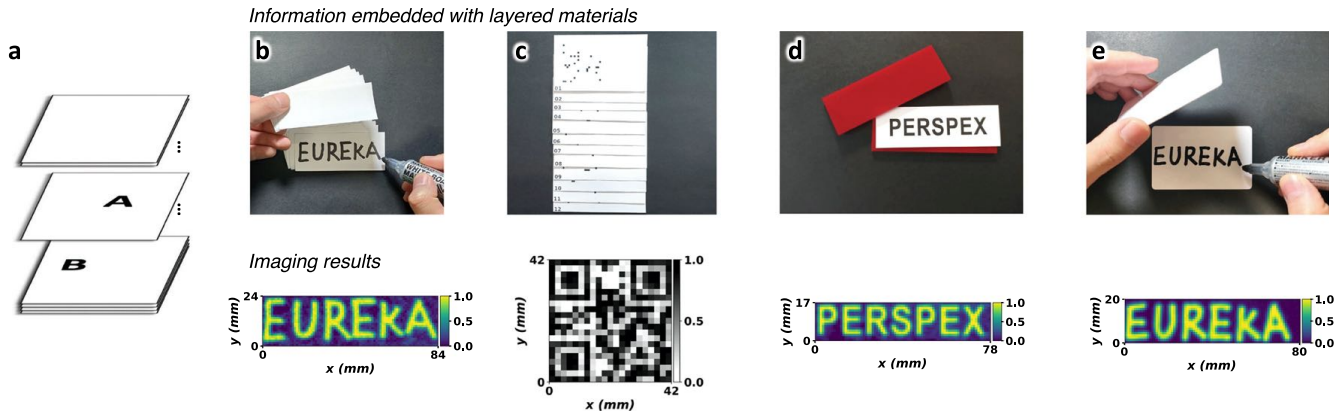 Information embedded with layered materials
a
b
c
d
e
A
B
EUREKA
01
02
03
04
05
06
07
08
09
10
11
12
PERSPEX
EUREKA
Imaging results
y (mm)
24
0
EUREKA
0
84
x (mm)
1.0
0.5
0.0
y (mm)
42
0
0
42
x (mm)
1.0
0.5
0.0
y (mm)
17
0
PERSPEX
0
78
x (mm)
1.0
0.5
0.0
y (mm)
20
0
EUREKA
0
80
x (mm)
1.0
0.5
0.0